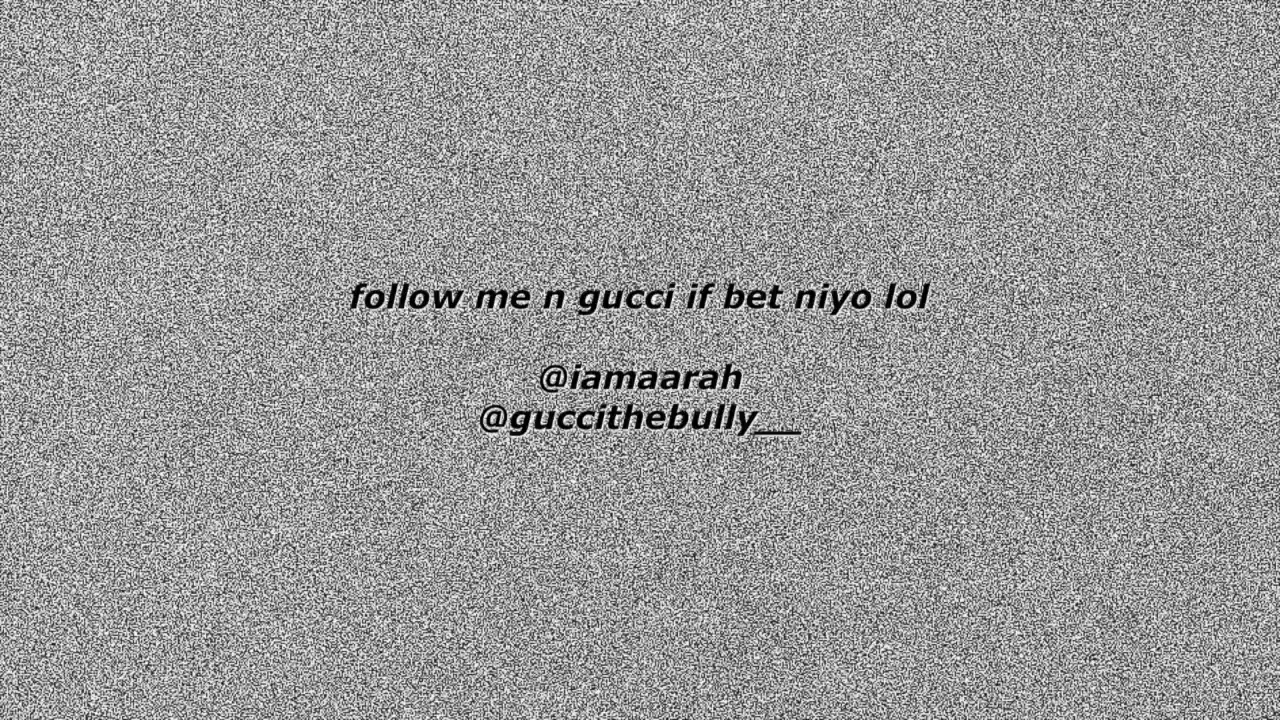 follow me n gucci if bet niyo lol
@iamaarah
@guccithebully__